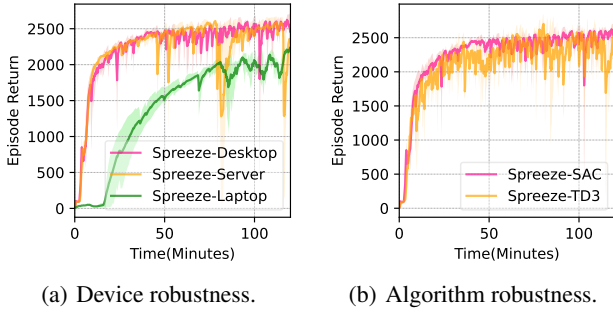 Episode Return
2500
2000
1500
1000
500
0
Spreeze-Desktop
Spreeze-Server
Spreeze-Laptop
0
50
100
Time(Minutes)
(a) Device robustness.
Episode Return
2500
2000
1500
1000
500
0
Spreeze-SAC
Spreeze-TD3
0
50
100
Time(Minutes)
(b) Algorithm robustness.